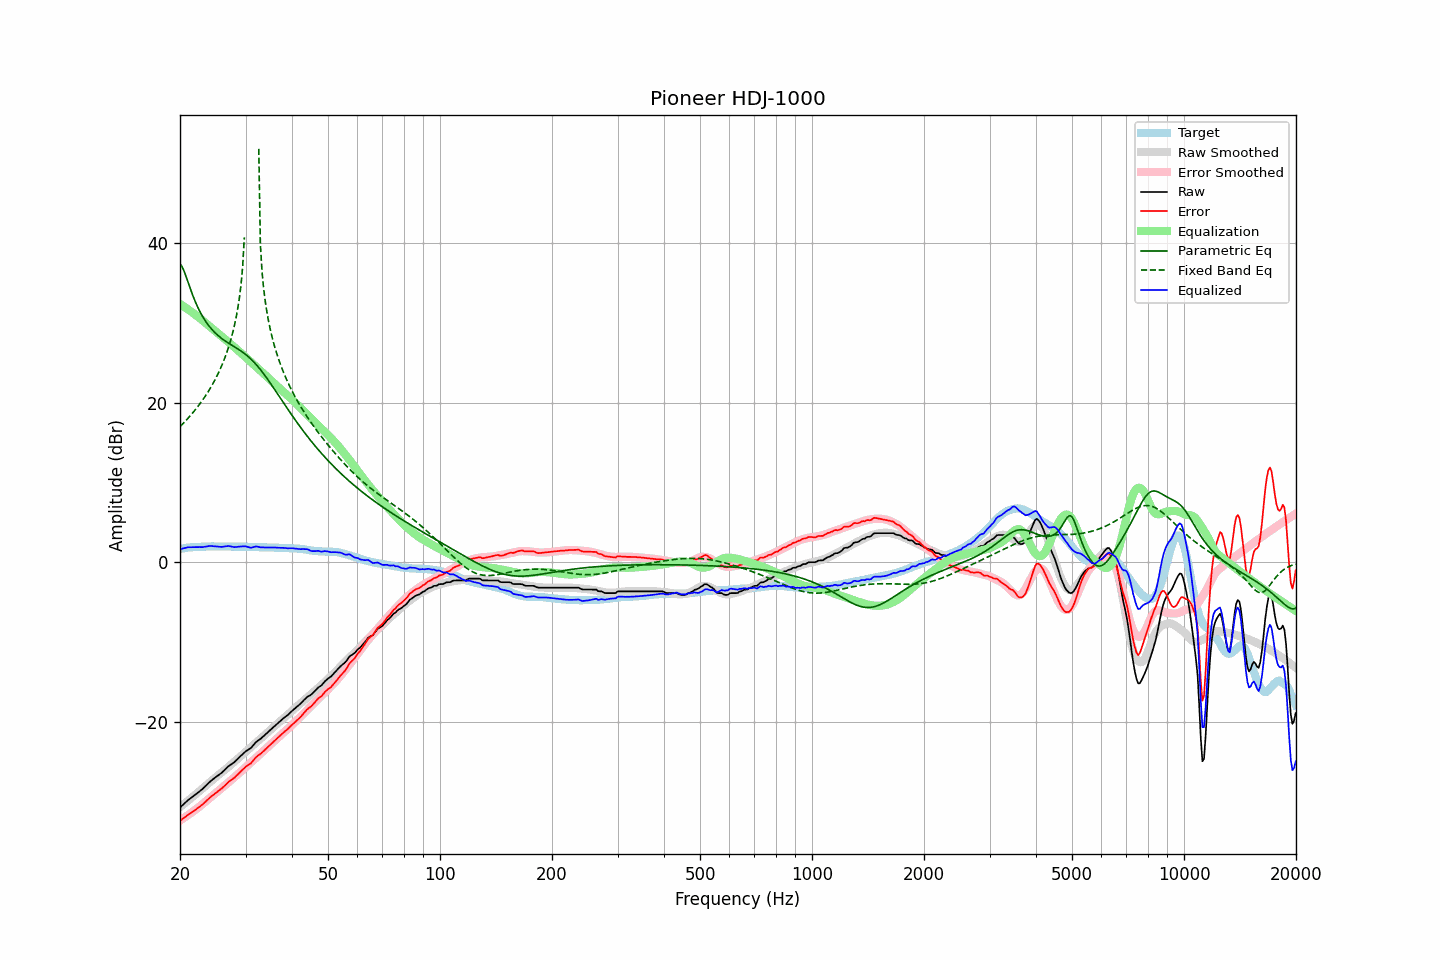 Pioneer HDJ-1000
Target
Raw Smoothed
Error Smoothed
Raw
Error
Equalization
Parametric Eq
Fixed Band Eq
Equalized
Amplitude (dBr)
40
20
0
−20
20
50
100
200
500
1000
2000
5000
10000
20000
Frequency (Hz)